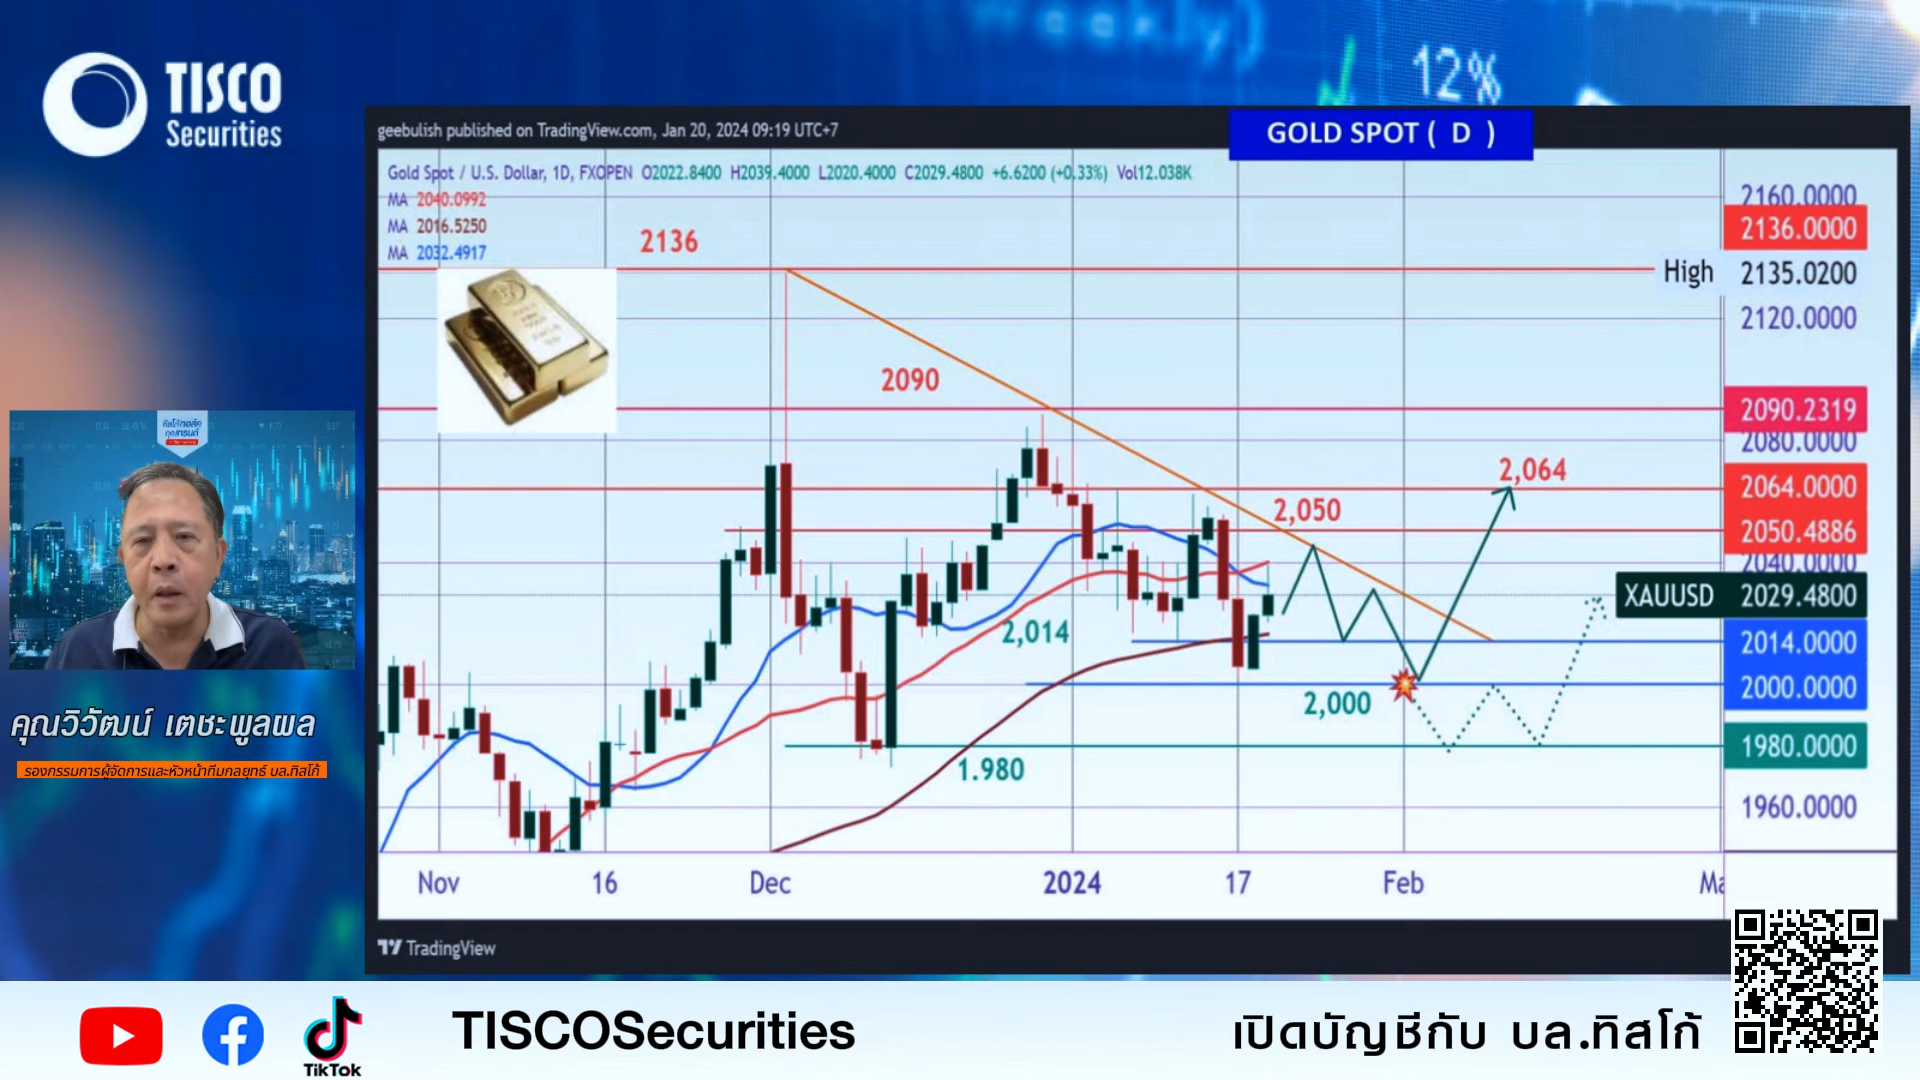 Weekly)
12%
TISCO
Securities
geebulish published on TradingView.com, Jan 20, 2024 09:19 UTC+7
GOLD SPOT ( D )
Gold Spot / U.S. Dollar, 1D, FXOPEN O2022.8400 H2039.4000 L2020.4000 C2029.4800 +6.6200 (+0.33%) Vol12.038K
MA 2040.0992
MA 2016.5250
MA 2032.4917
2136
2090
2,050
2,064
2,014
2,000
1.980
2160.0000
2136.0000
High 2135.0200
2120.0000
2090.2319
2080.0000
2064.0000
2050.4886
2040.0000
XAUUSD 2029.4800
2014.0000
2000.0000
1980.0000
1960.0000
Nov 16 Dec 2024 17 Feb Ma
TradingView
คุณวิวัฒน์ เตชะพูลผล
รองกรรมการผู้จัดการและหัวหน้าทีมกลยุทธ์ บล.ทิสโก้
TikTok
TISCOSecurities
เปิดบัญชีกับ บล.ทิสโก้